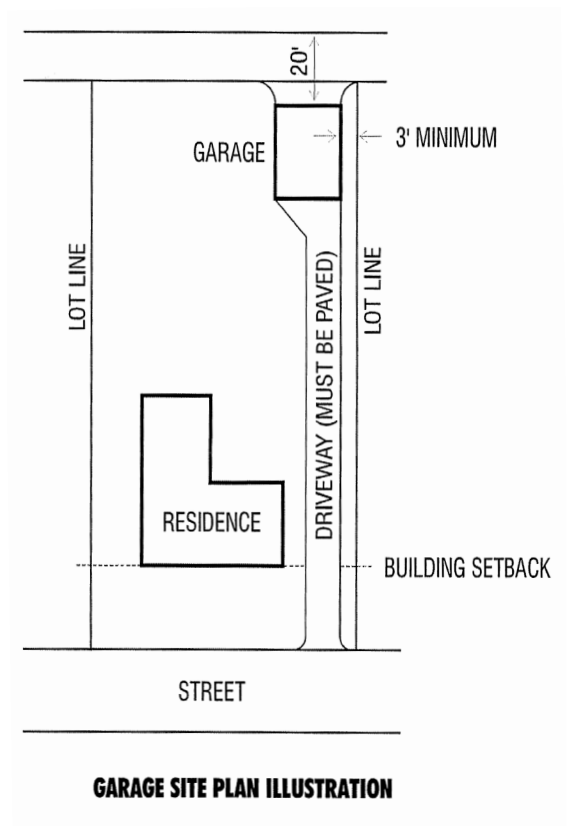 20'
3' MINIMUM
GARAGE
LOT LINE
DRIVEWAY (MUST BE PAVED)
LOT LINE
RESIDENCE
BUILDING SETBACK
STREET
GARAGE SITE PLAN ILLUSTRATION